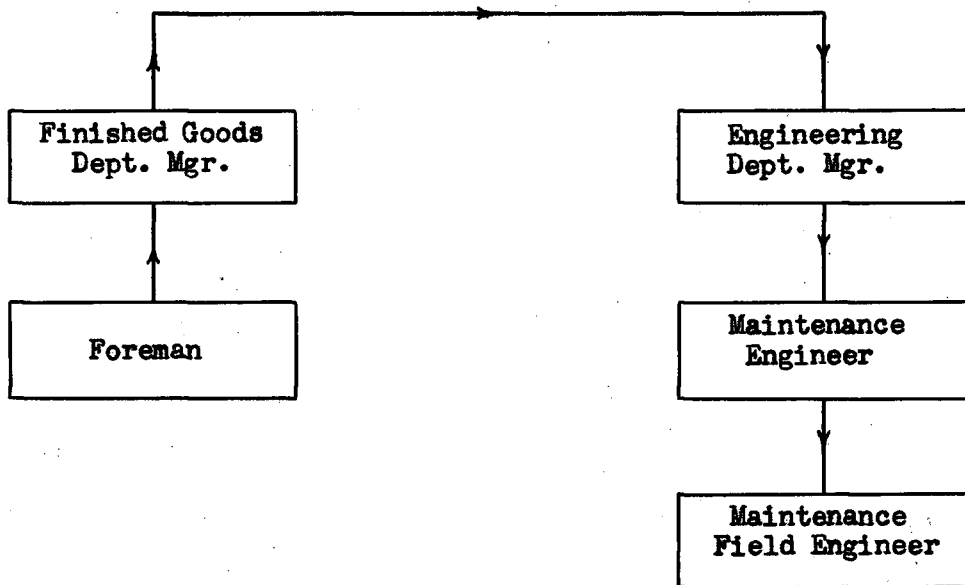 Finished Goods
Dept. Mgr.
Foreman
Engineering
Dept. Mgr.
Maintenance
Engineer
Maintenance
Field Engineer